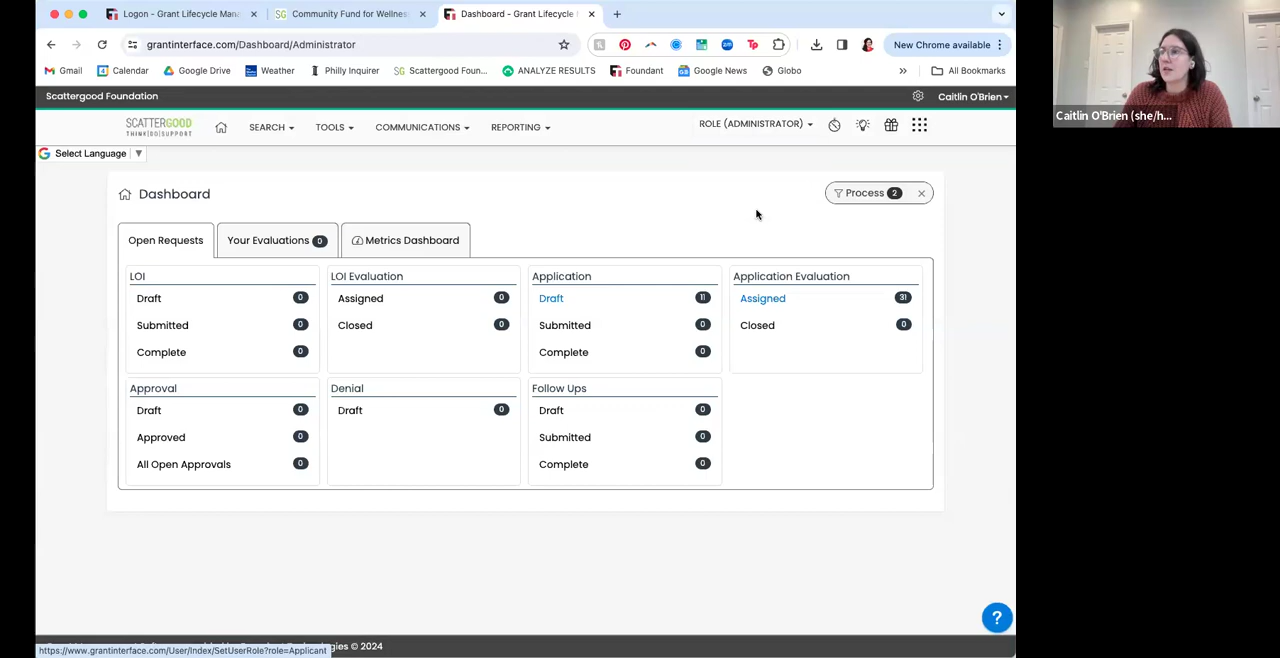 Logon - Grant Lifecycle Mana
Community Fund for Wellnes
Dashboard - Grant Lifecycle
grantinterface.com/Dashboard/Administrator
New Chrome available
Gmail
Calendar
Google Drive
Weather
Philly Inquirer
Scattergood Foun...
ANALYZE RESULTS
Foundant
Google News
Globo
All Bookmarks
Scattergood Foundation
Caitlin O'Brien
SCATTERGOOD
THINK DO SUPPORT
SEARCH
TOOLS
COMMUNICATIONS
REPORTING
ROLE (ADMINISTRATOR)
Select Language
Dashboard
Process 2
Open Requests
Your Evaluations 0
Metrics Dashboard
LOI
Draft 0
Submitted 0
Complete 0
LOI Evaluation
Assigned 0
Closed 0
Application
Draft 11
Submitted 0
Complete 0
Application Evaluation
Assigned 31
Closed 0
Approval
Draft 0
Approved 0
All Open Approvals 0
Denial
Draft 0
Follow Ups
Draft 0
Submitted 0
Complete 0
?
https://www.grantinterface.com/User/Index/SetUserRole?role=Applicant
gies © 2024
Caitlin O'Brien (she/h...